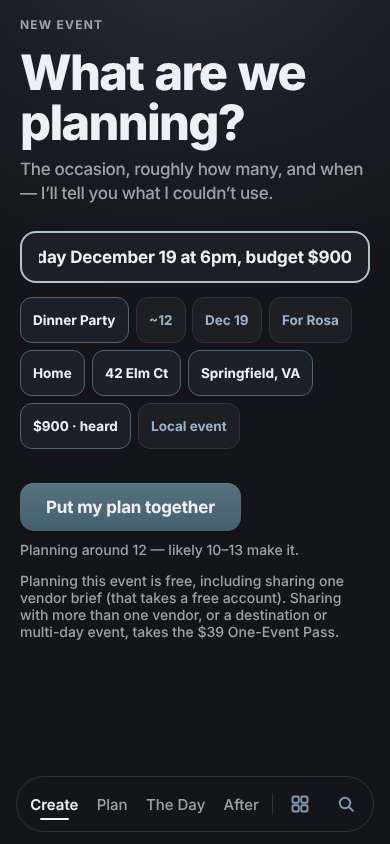 NEW EVENT
What are we
planning?
The occasion, roughly how many, and when
— I’ll tell you what I couldn’t use.
day December 19 at 6pm, budget $900
Dinner Party
~12
Dec 19
For Rosa
Home
42 Elm Ct
Springfield, VA
$900 · heard
Local event
Put my plan together
Planning around 12 — likely 10–13 make it.
Planning this event is free, including sharing one
vendor brief (that takes a free account). Sharing
with more than one vendor, or a destination or
multi-day event, takes the $39 One-Event Pass.
Create
Plan
The Day
After